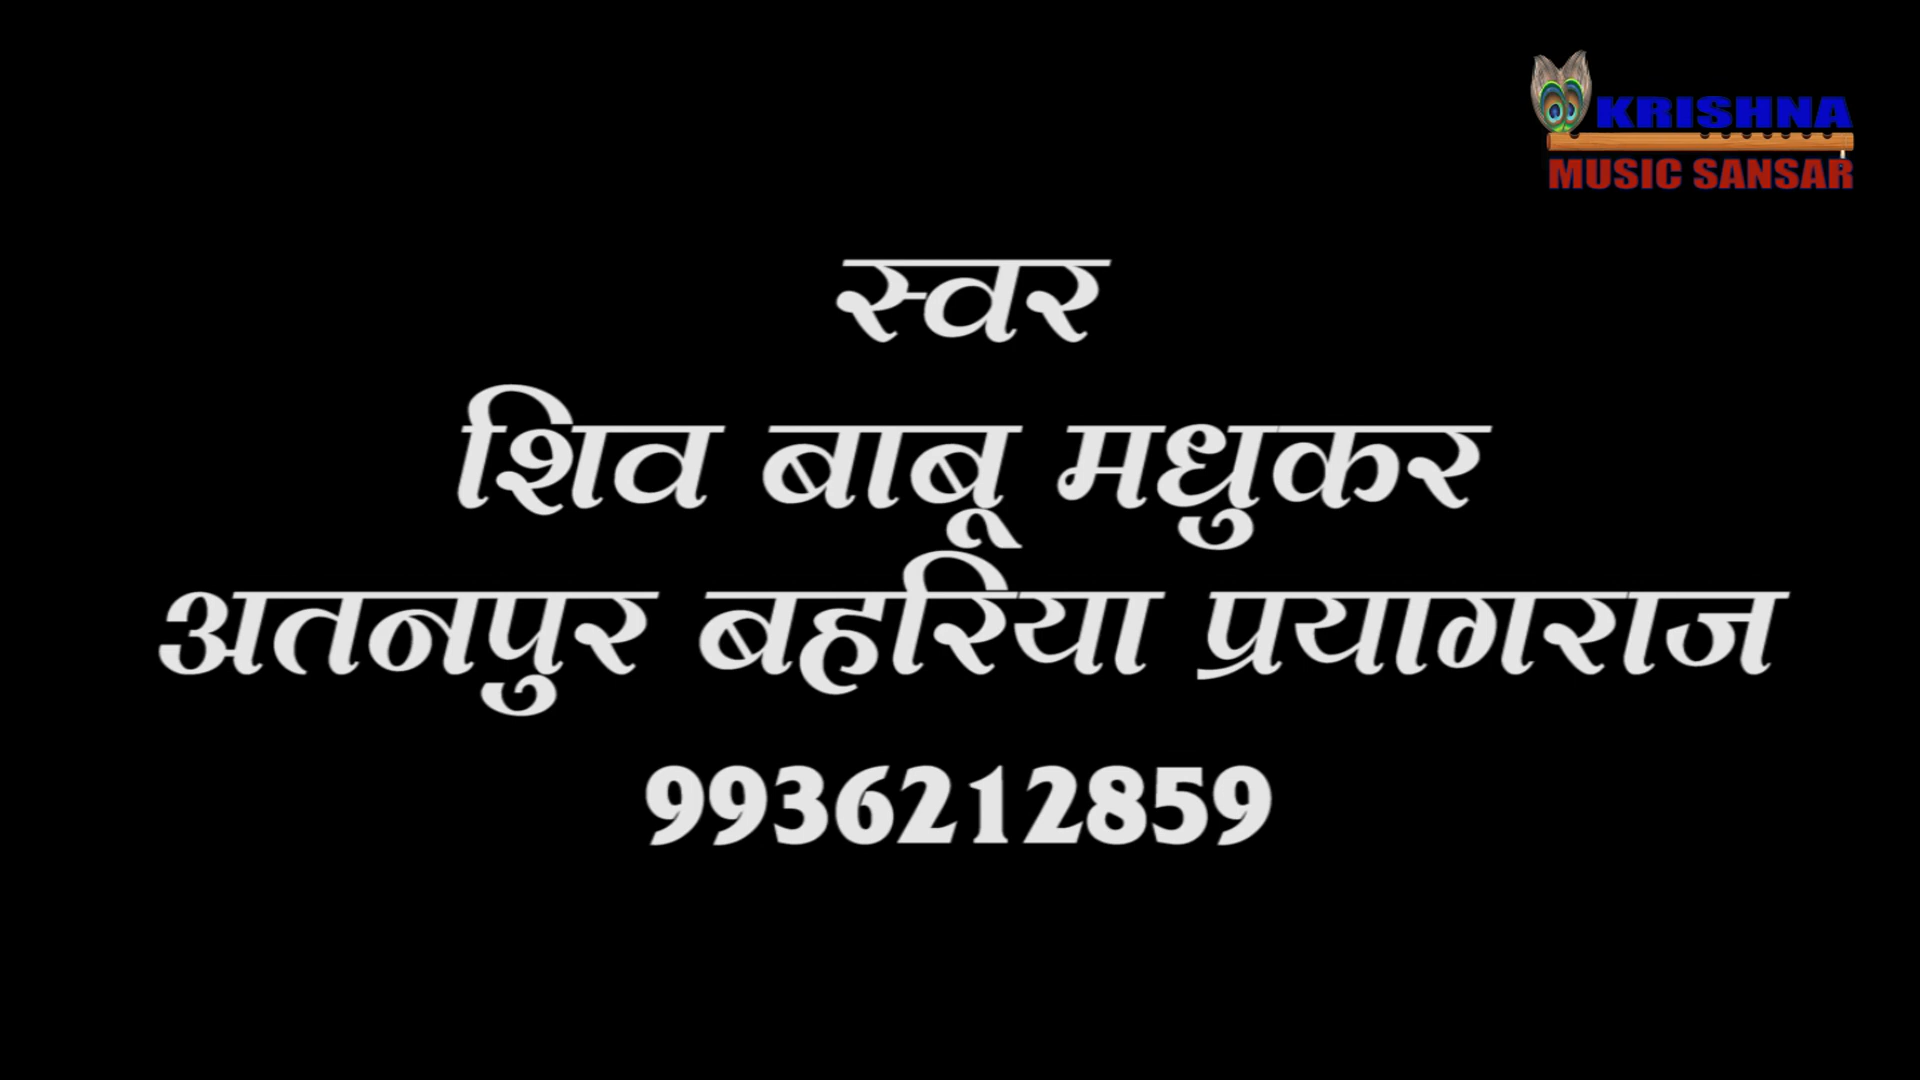 KRISHNA
MUSIC SANSAR
स्वर
शिव बाबू मधुकर
अतनपुर बहरिया प्रयागराज
9936212859